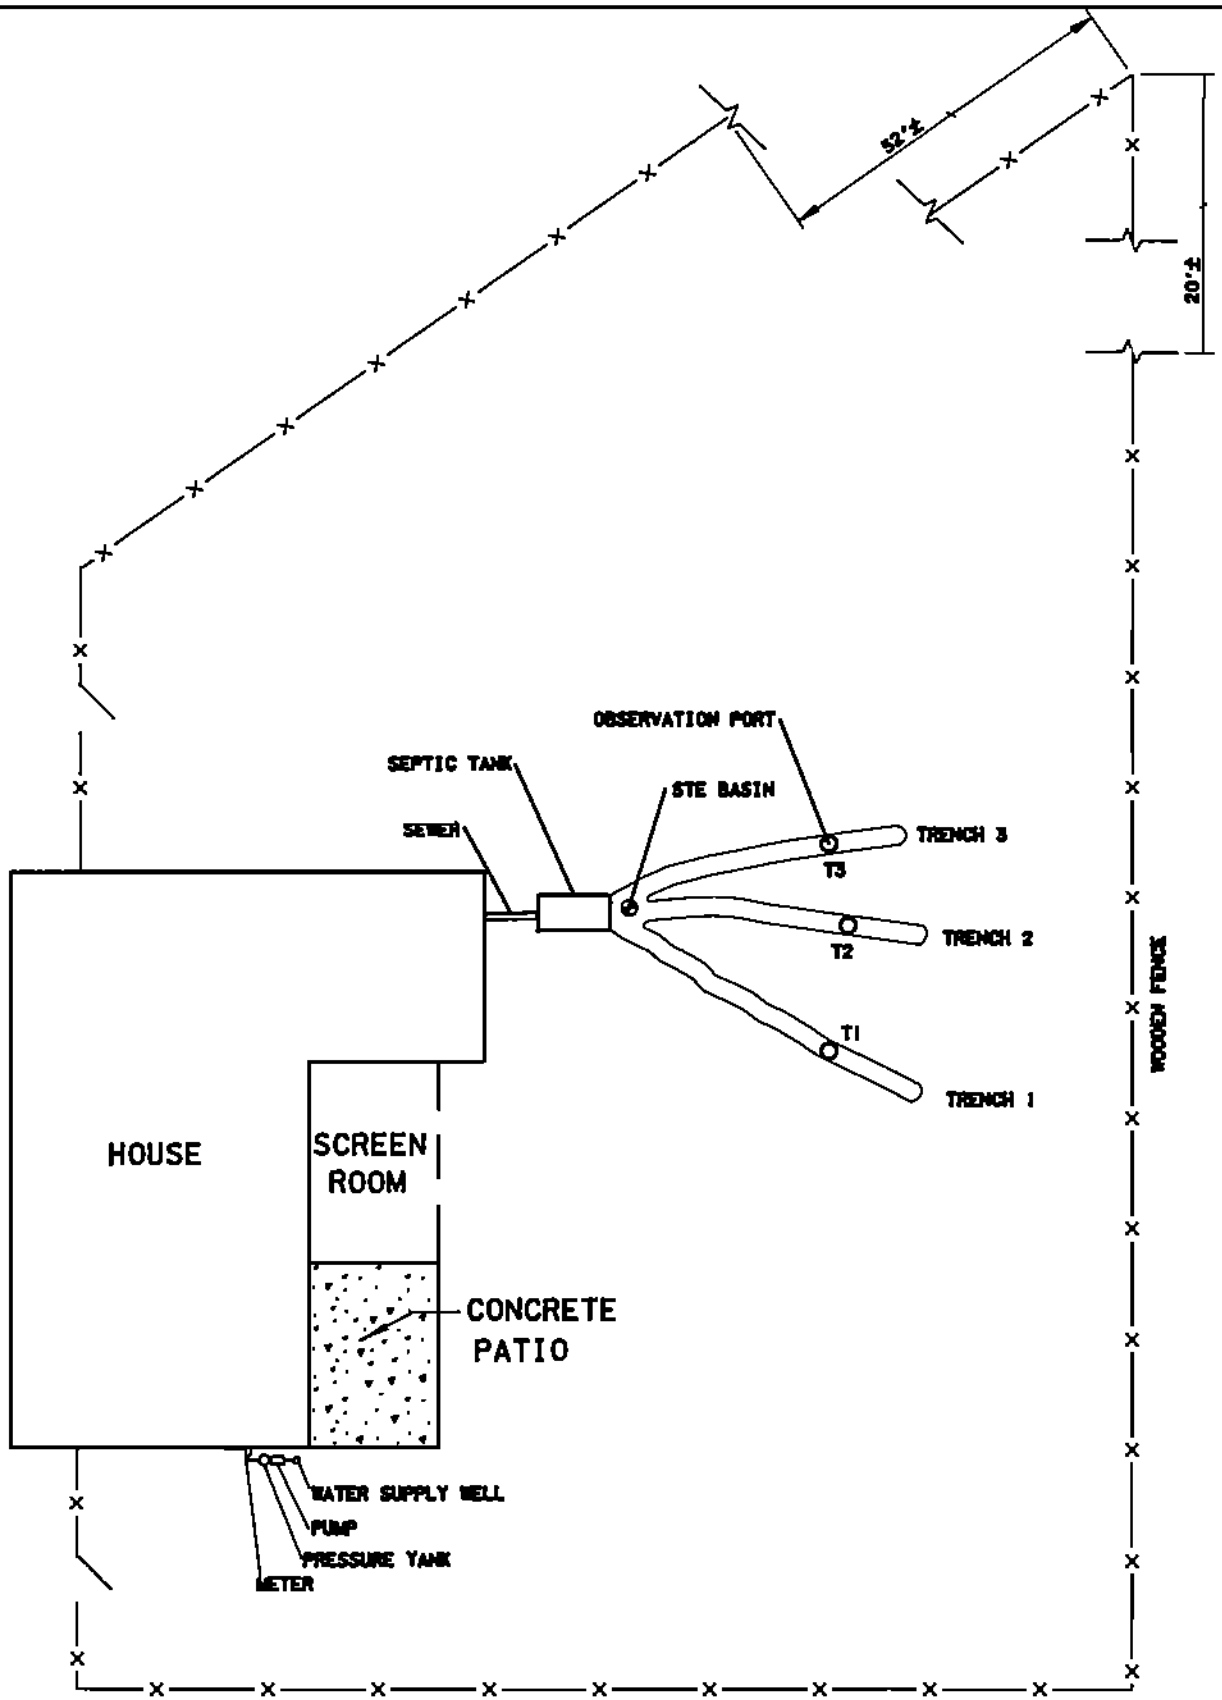 52'±
20'±
OBSERVATION PORT
SEPTIC TANK
STE BASIN
SEWER
TRENCH 3
T3
TRENCH 2
T2
WOODEN FENCE
T1
TRENCH 1
HOUSE
SCREEN
ROOM
CONCRETE
PATIO
WATER SUPPLY WELL
PUMP
PRESSURE TANK
METER